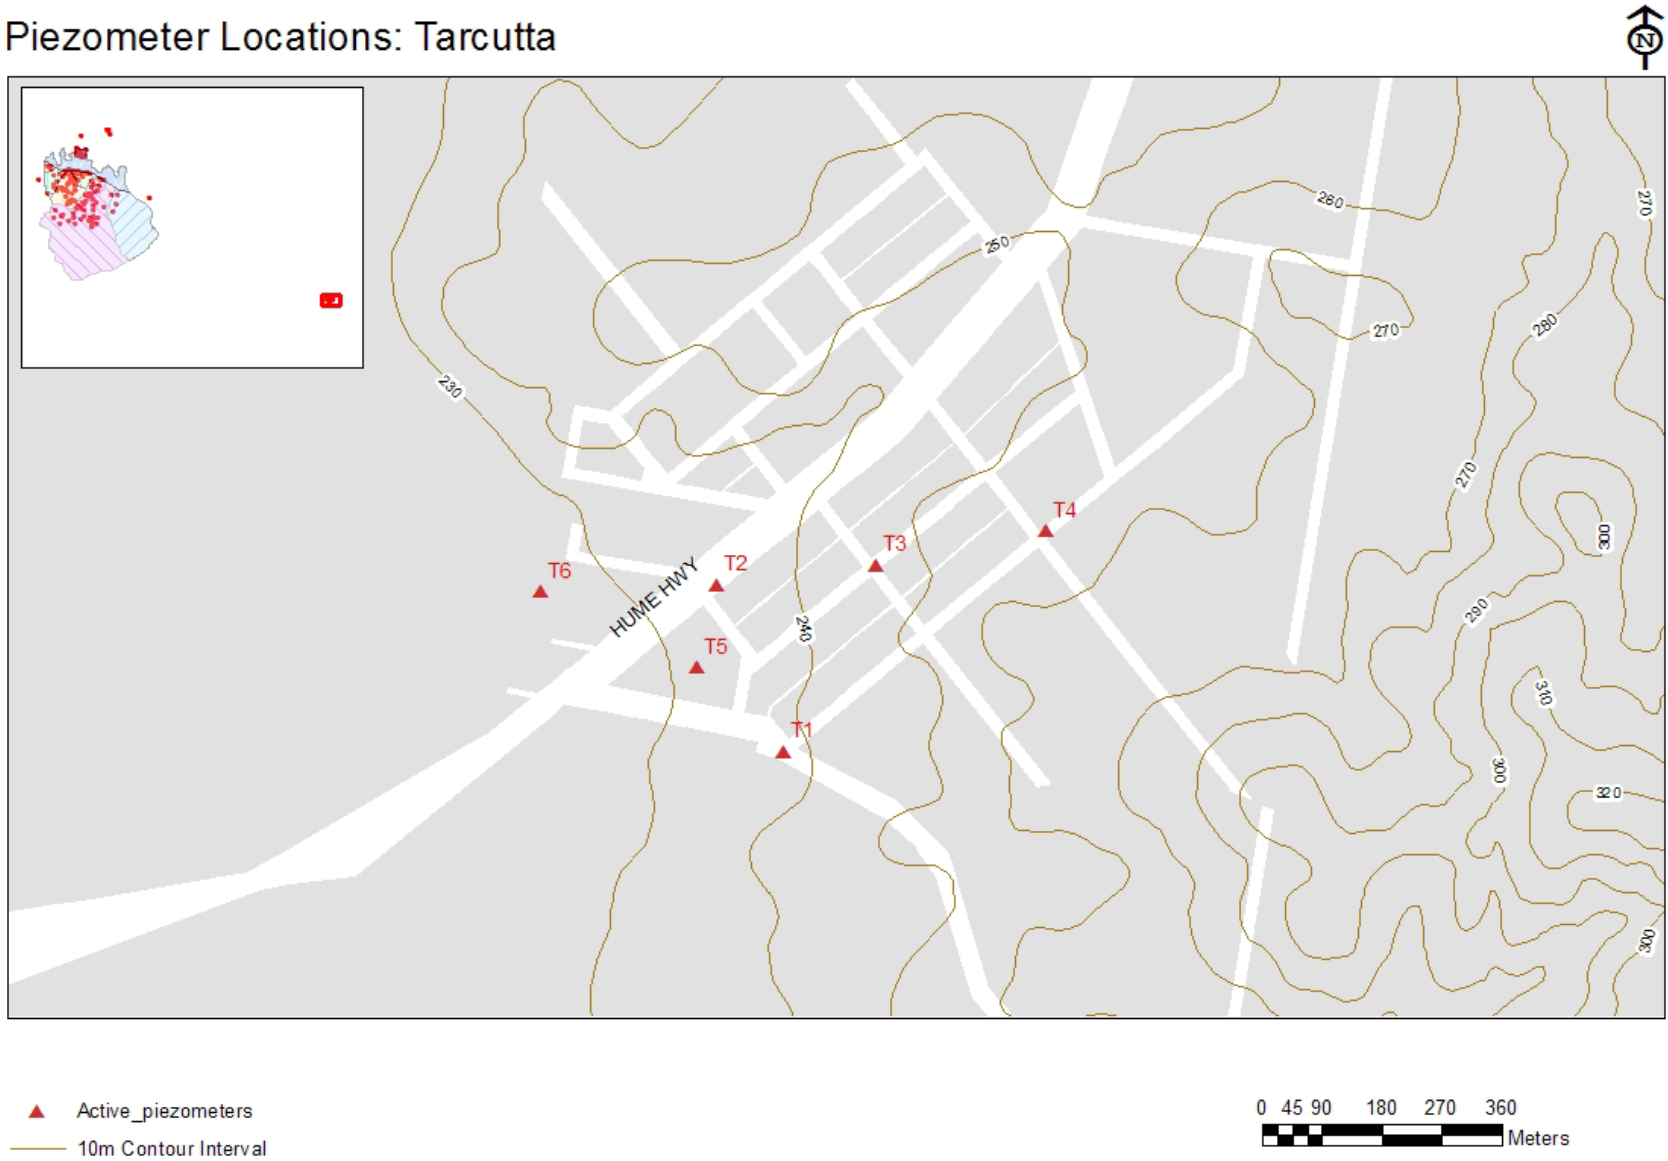 Piezometer Locations: Tarcutta
N
260
270
250
280
270
230
270
300
T4
T3
T2
T6
HUME HWY
290
240
T5
310
T1
300
320
300
Active_piezometers
10m Contour Interval
0 45 90 180 270 360
Meters